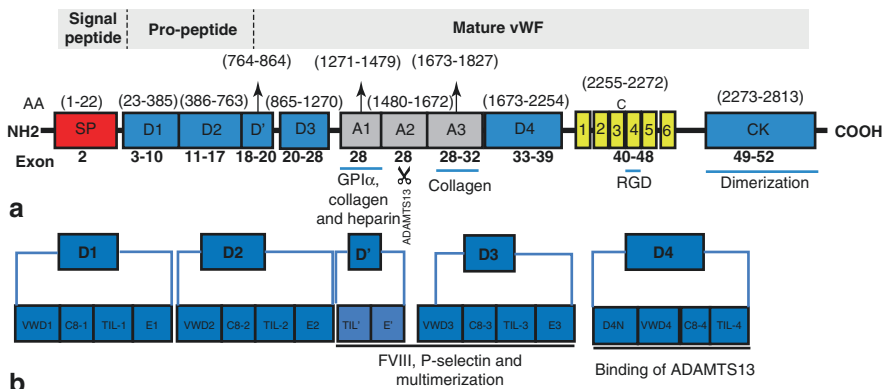 Signal peptide
Pro-peptide
Mature vWF
(764-864)
(1271-1479)
(1673-1827)
(2255-2272)
AA
(1-22)
(23-385)
(386-763)
(865-1270)
(1480-1672)
(1673-2254)
C
(2273-2813)
NH2
SP
D1
D2
D'
D3
A1
A2
A3
D4
1 2 3 4 5 6
CK
COOH
Exon
2
3-10
11-17
18-20
20-28
28
28
28-32
33-39
40-48
49-52
GPIα,
collagen
and heparin
ADAMTS13
Collagen
RGD
Dimerization
a
D1
D2
D'
D3
D4
VWD1 C8-1 TIL-1 E1
VWD2 C8-2 TIL-2 E2
TIL' E'
VWD3 C8-3 TIL-3 E3
D4N VWD4 C8-4 TIL-4
FVIII, P-selectin and
multimerization
Binding of ADAMTS13
b